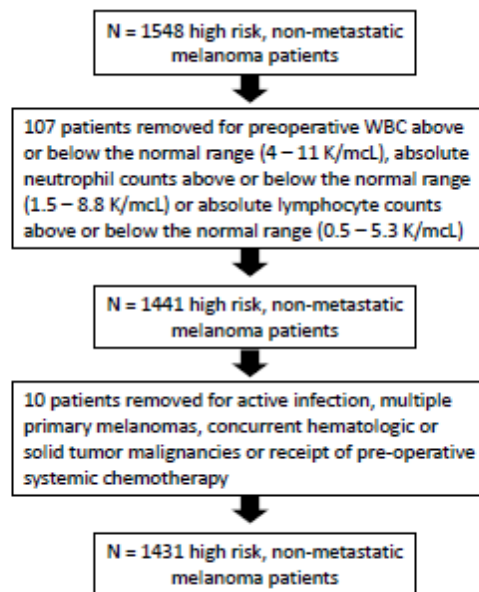 N = 1548 high risk, non-metastatic
melanoma patients
107 patients removed for preoperative WBC above
or below the normal range (4 – 11 K/mcL), absolute
neutrophil counts above or below the normal range
(1.5 – 8.8 K/mcL) or absolute lymphocyte counts
above or below the normal range (0.5 – 5.3 K/mcL)
N = 1441 high risk, non-metastatic
melanoma patients
10 patients removed for active infection, multiple
primary melanomas, concurrent hematologic or
solid tumor malignancies or receipt of pre-operative
systemic chemotherapy
N = 1431 high risk, non-metastatic
melanoma patients